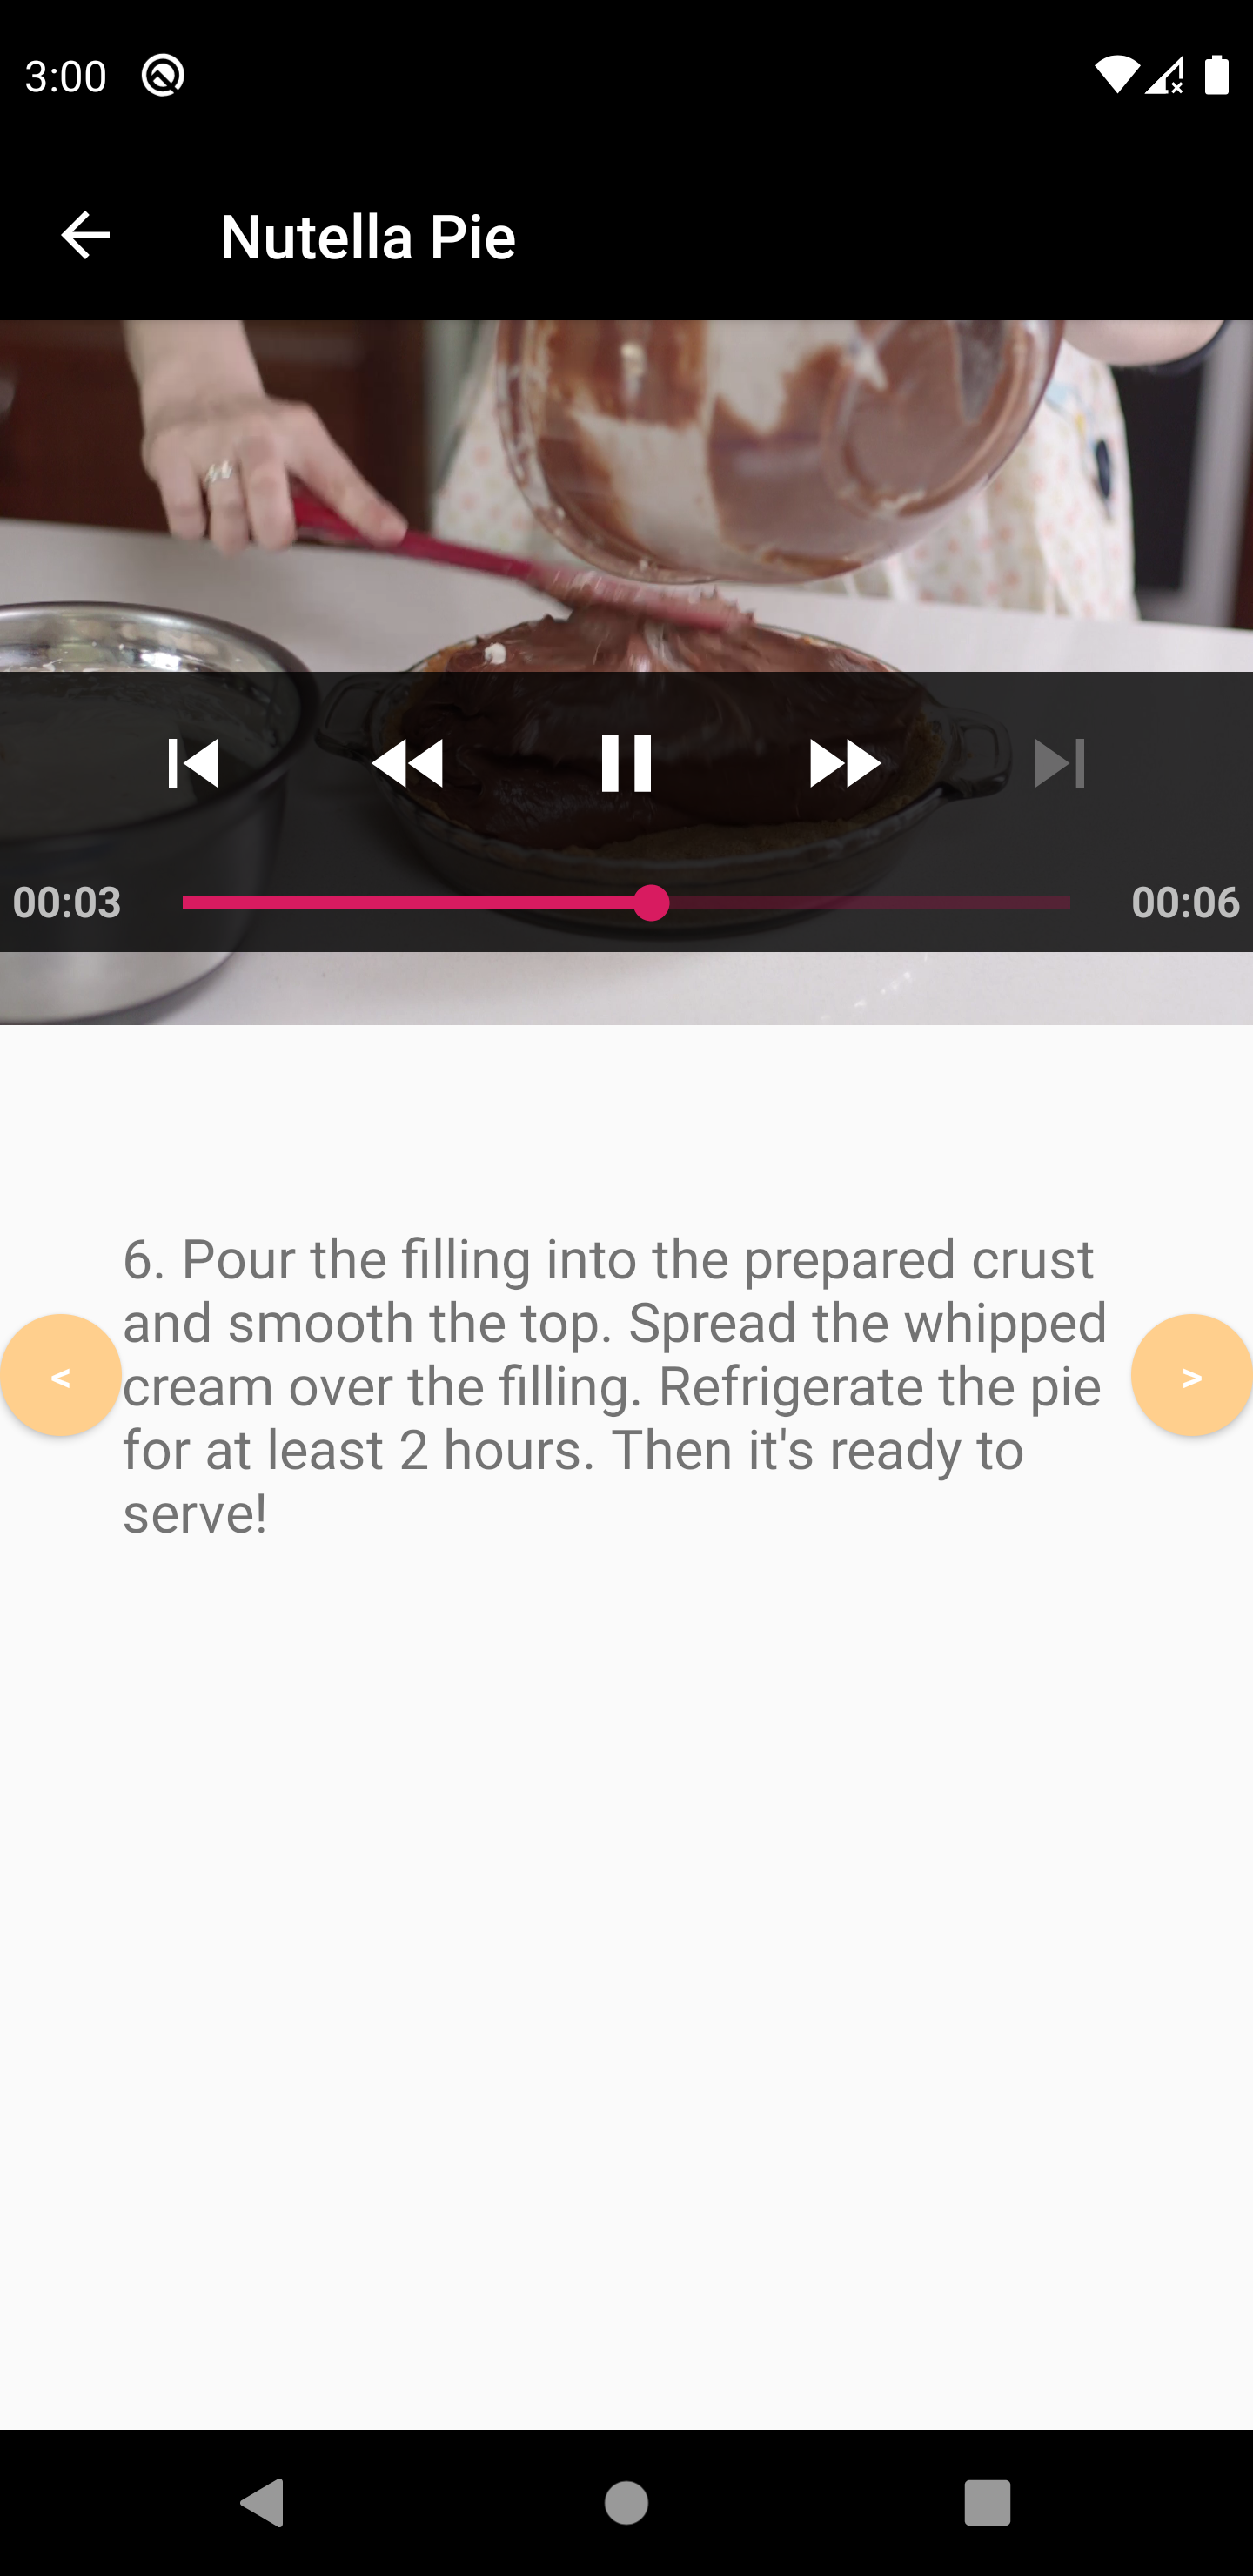 3:00
Nutella Pie
00:03
00:06
6. Pour the filling into the prepared crust
and smooth the top. Spread the whipped
cream over the filling. Refrigerate the pie
for at least 2 hours. Then it's ready to
serve!
<
>